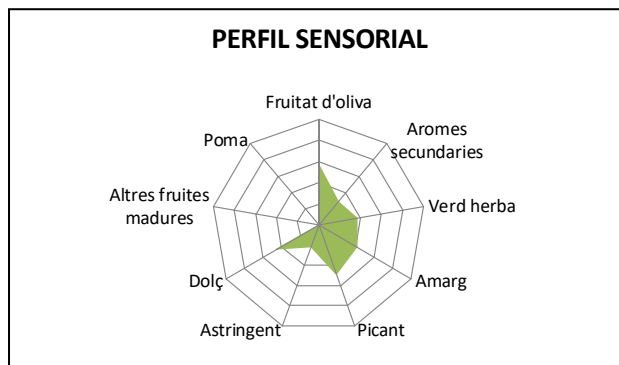 PERFIL SENSORIAL
Fruitat d'oliva
Aromes
secundaries
Verd herba
Amarg
Picant
Astringent
Dolç
Altres fruites
madures
Poma